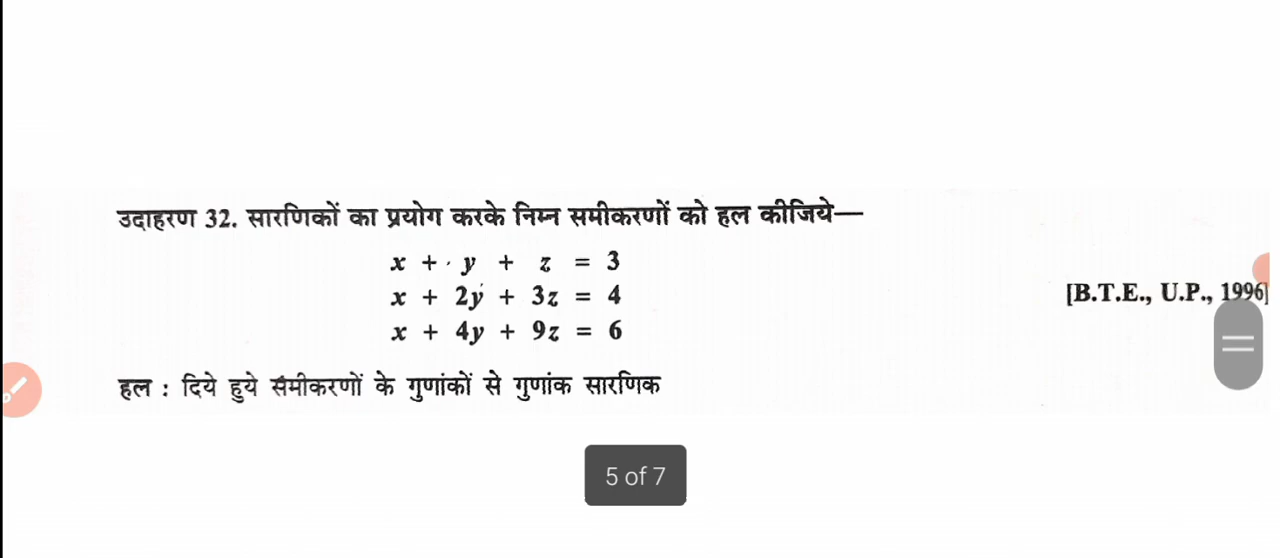 उदाहरण 32. सारणिकों का प्रयोग करके निम्न समीकरणों को हल कीजिये—
x + y + z = 3
x + 2y + 3z = 4
x + 4y + 9z = 6
[B.T.E., U.P., 1996]
हल : दिये हुये समीकरणों के गुणांकों से गुणांक सारणिक
5 of 7